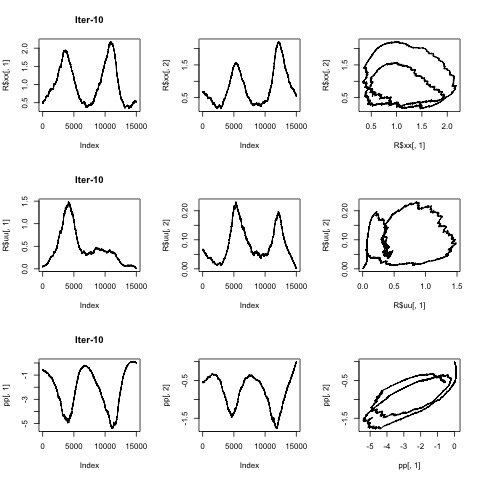 Iter-10
R$xx[, 1]
0.5 1.0 1.5 2.0
0 5000 10000 15000
Index
R$xx[, 2]
0.5 1.5
0 5000 10000 15000
Index
R$xx[, 2]
0.5 1.5
0.5 1.0 1.5 2.0
R$xx[, 1]
Iter-10
R$uu[, 1]
0.0 0.5 1.0 1.5
0 5000 10000 15000
Index
R$uu[, 2]
0.00 0.10 0.20
0 5000 10000 15000
Index
R$uu[, 2]
0.00 0.10 0.20
0.0 0.5 1.0 1.5
R$uu[, 1]
Iter-10
pp[, 1]
-5 -3 -1
0 5000 10000 15000
Index
pp[, 2]
-1.5 -0.5
0 5000 10000 15000
Index
pp[, 2]
-1.5 -0.5
-5 -4 -3 -2 -1 0
pp[, 1]